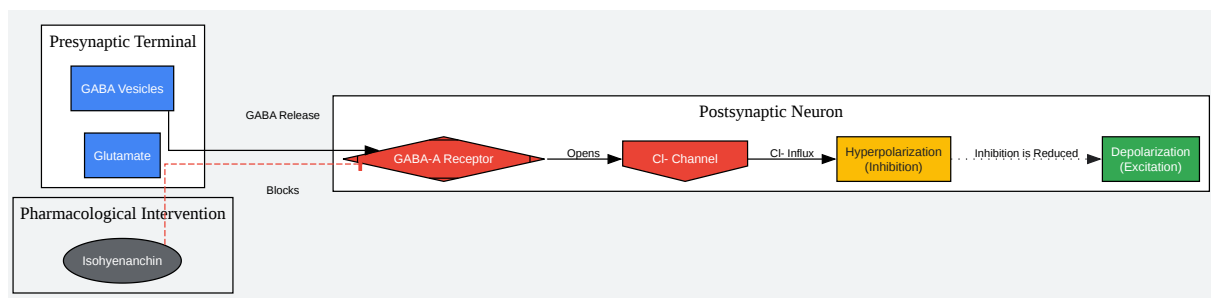 Presynaptic Terminal
GABA Vesicles
Glutamate
GABA Release
Blocks
Pharmacological Intervention
Isohyenanchin
Postsynaptic Neuron
GABA-A Receptor
Opens
Cl- Channel
Cl- Influx
Hyperpolarization
(Inhibition)
Inhibition is Reduced
Depolarization
(Excitation)